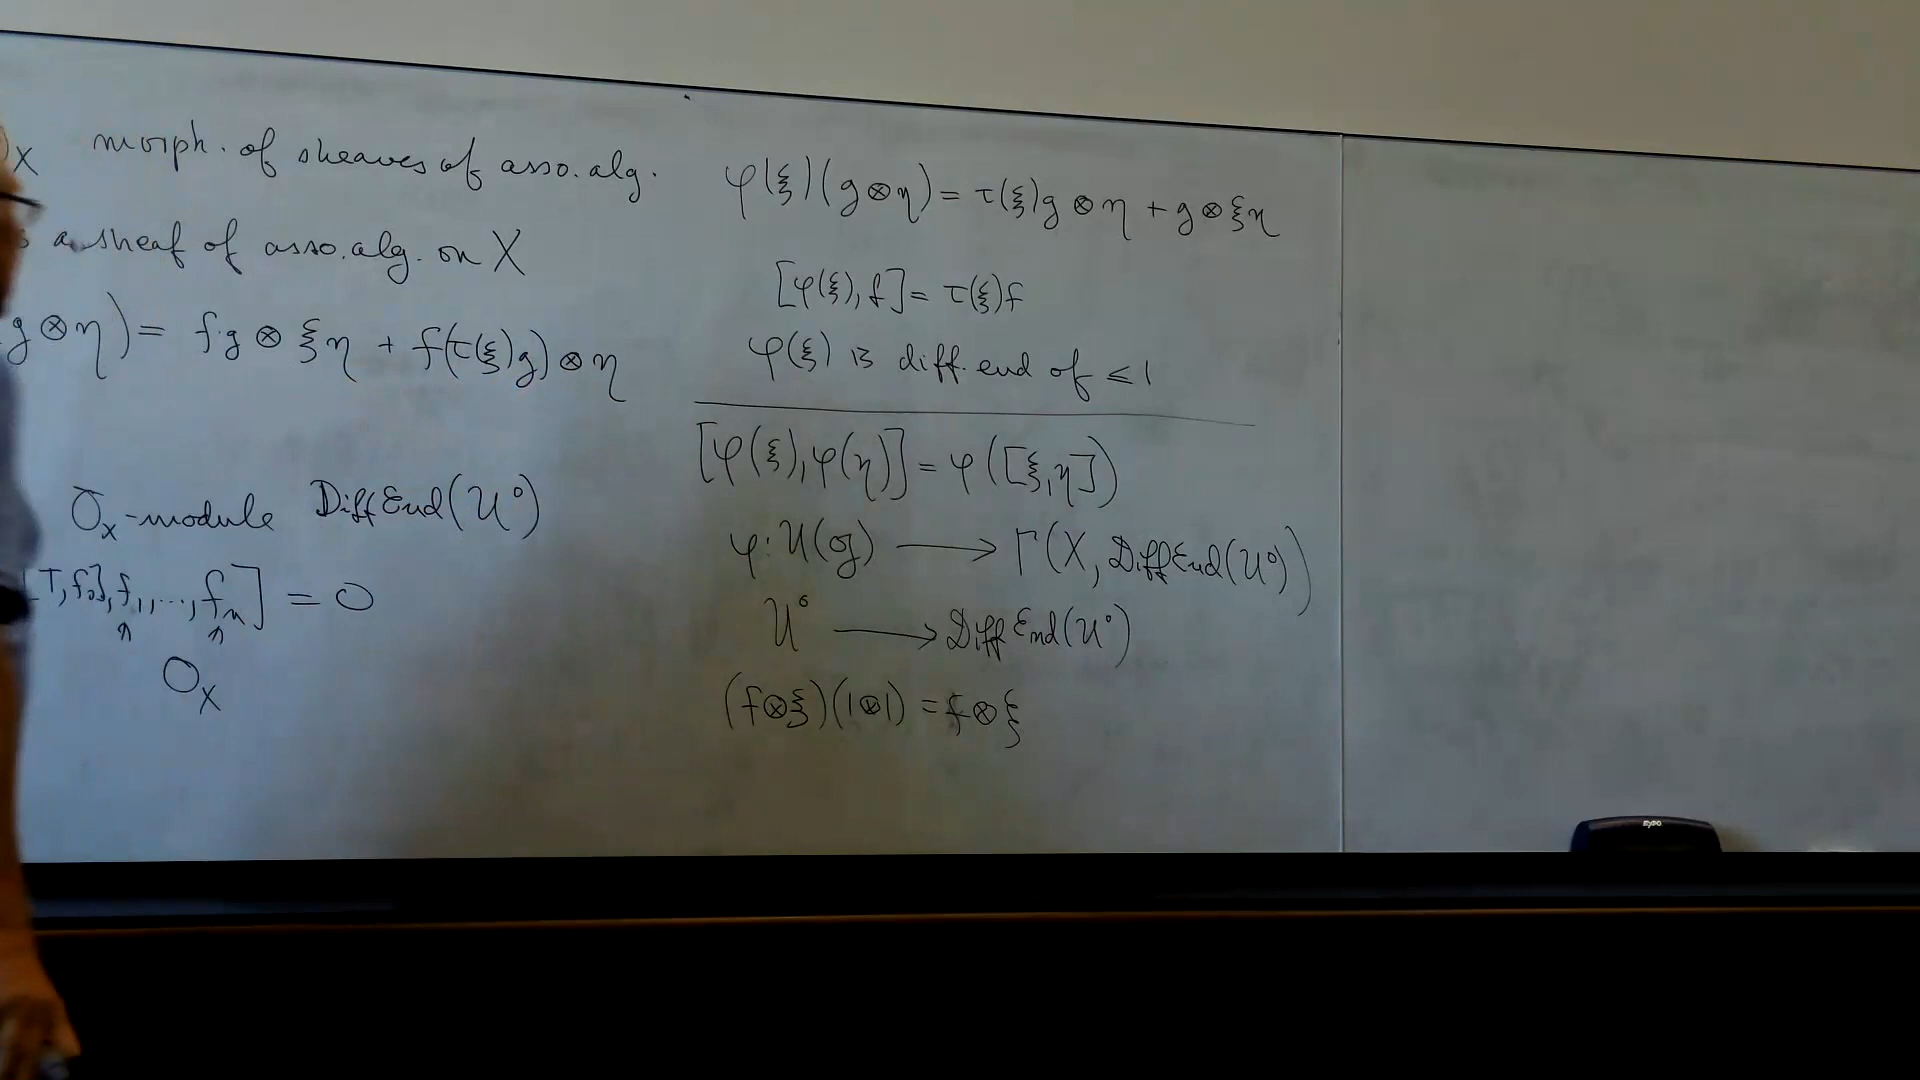 X morph. of sheaves of asso. alg.
a sheaf of asso. alg. on X
g ⊗ η) = fg ⊗ ξη + f(τ(ξ)g) ⊗ η
O_X-module DiffEnd(U°)
T, f₀], f₁, ..., f_n] = 0
O_X
φ(ξ)(g ⊗ η) = τ(ξ)g ⊗ η + g ⊗ ξη
[φ(ξ), f] = τ(ξ)f
φ(ξ) is diff. end of ≤ 1
[φ(ξ), φ(η)] = φ([ξ, η])
φ: U(𝔤) ⟶ Γ(X, DiffEnd(U°))
U° ⟶ DiffEnd(U°)
(f⊗ξ)(1⊗1) = f⊗ξ